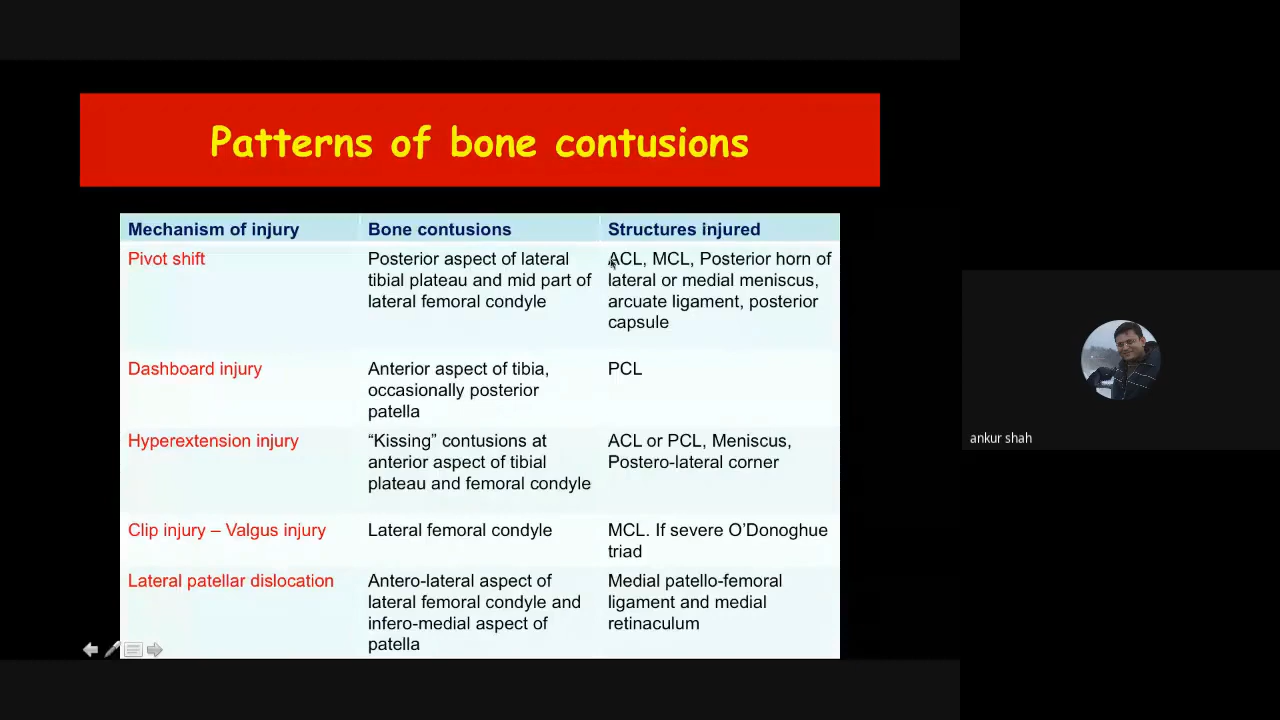 Patterns of bone contusions
Mechanism of injury Bone contusions Structures injured
Pivot shift
Posterior aspect of lateral
tibial plateau and mid part of
lateral femoral condyle
ACL, MCL, Posterior horn of
lateral or medial meniscus,
arcuate ligament, posterior
capsule
Dashboard injury
Anterior aspect of tibia,
occasionally posterior
patella
PCL
Hyperextension injury
“Kissing” contusions at
anterior aspect of tibial
plateau and femoral condyle
ACL or PCL, Meniscus,
Postero-lateral corner
Clip injury – Valgus injury
Lateral femoral condyle
MCL. If severe O’Donoghue
triad
Lateral patellar dislocation
Antero-lateral aspect of
lateral femoral condyle and
infero-medial aspect of
patella
Medial patello-femoral
ligament and medial
retinaculum
ankur shah